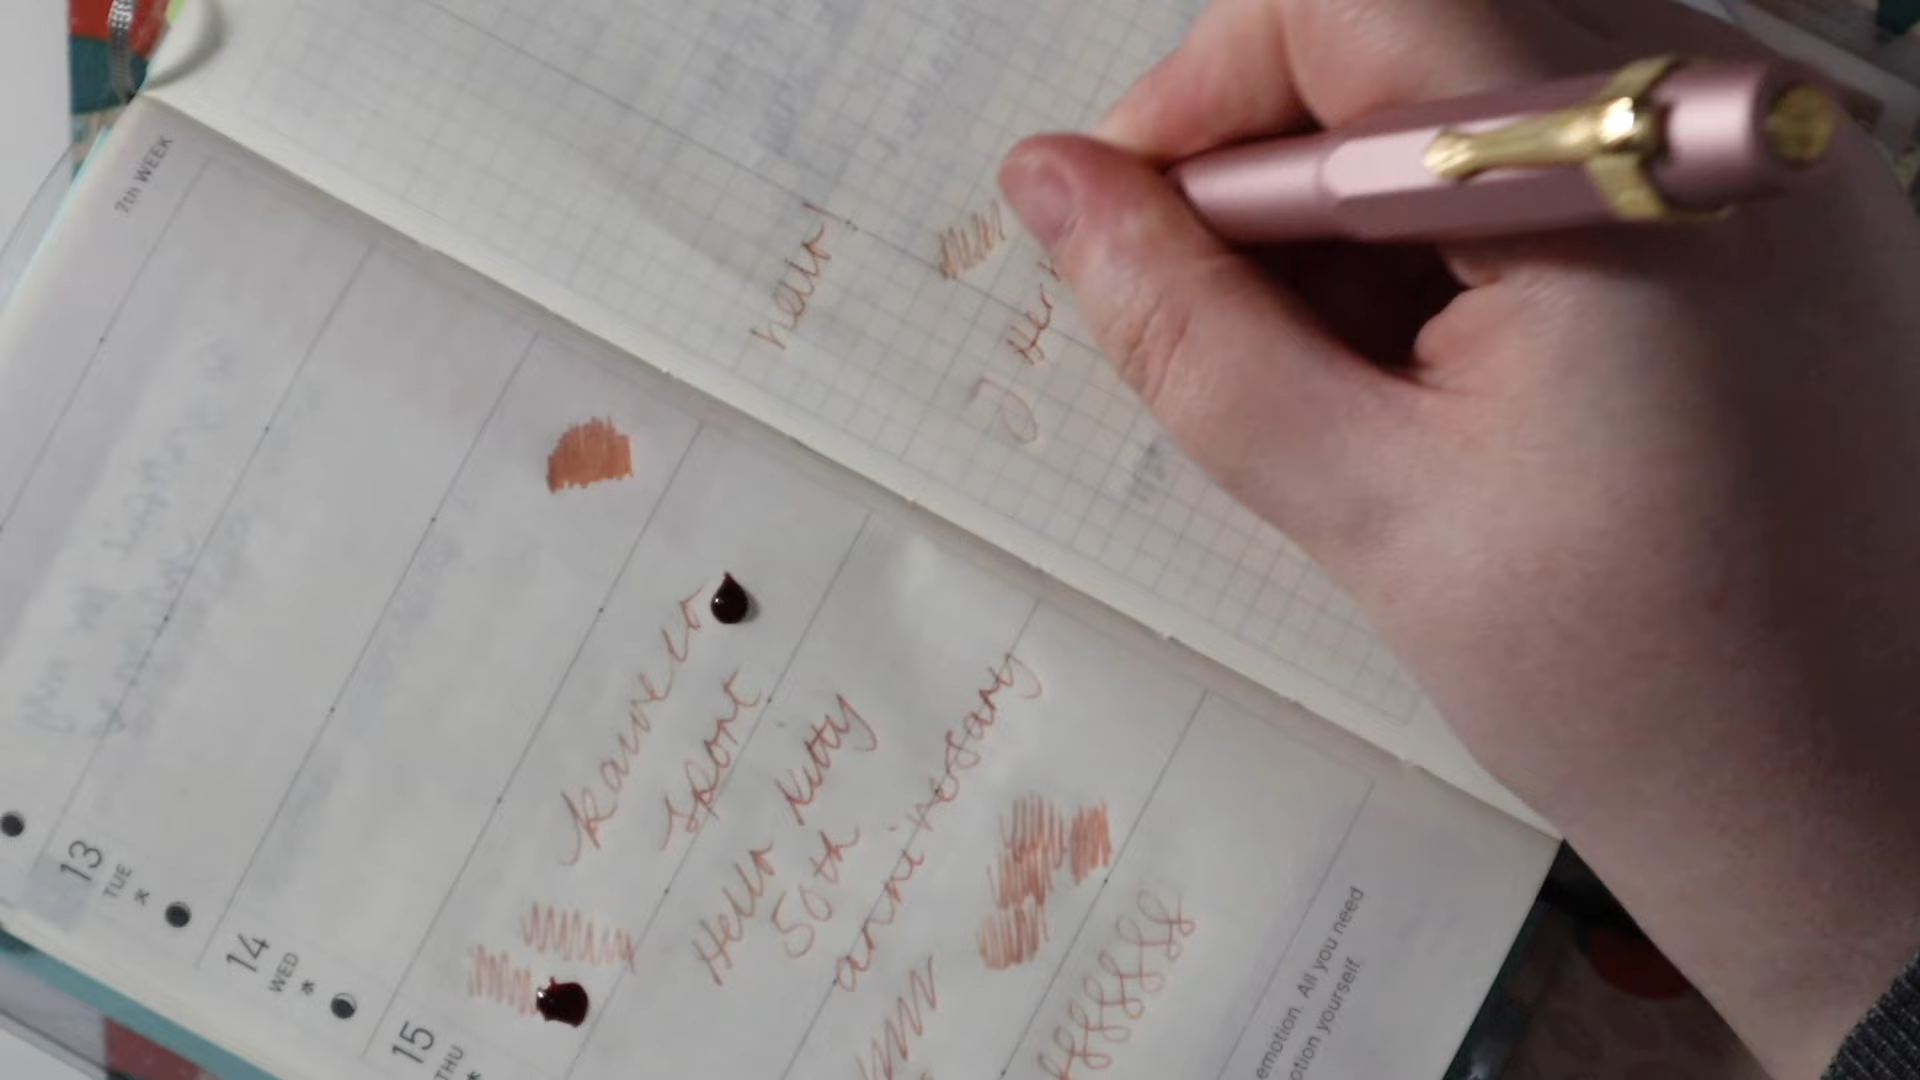 7th WEEK
13
TUE
14
WED
15
THU
kaweco
sport
Hello Kitty
50th
anniversary
hello!
Her
emotion. All you need
otion yourself